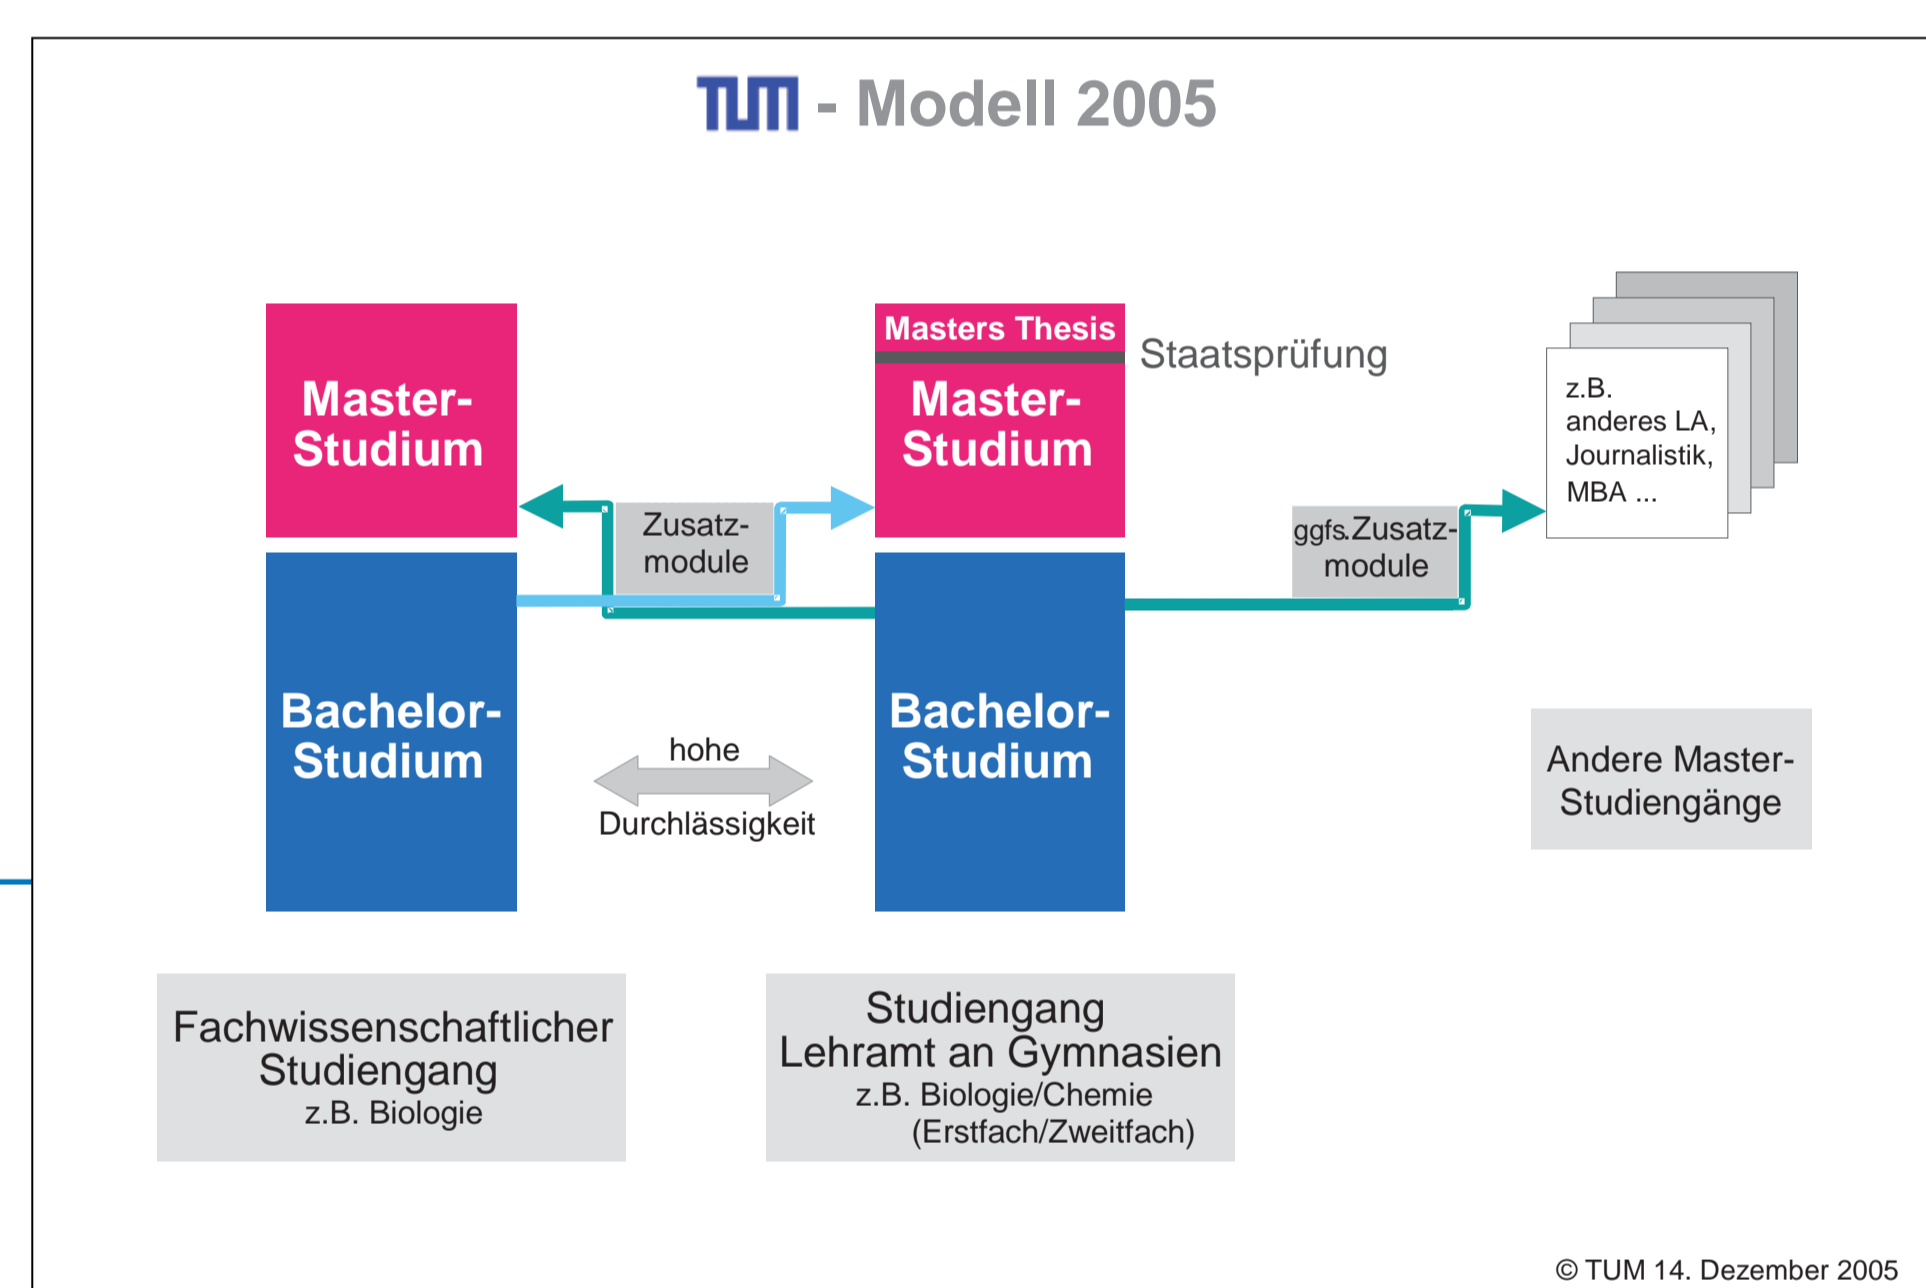 TUM - Modell 2005
Masters Thesis
Staatsprüfung
Master-
Studium
Master-
Studium
z.B.
anderes LA,
Journalistik,
MBA ...
Zusatz-
module
ggfs.Zusatz-
module
Bachelor-
Studium
hohe
Durchlässigkeit
Bachelor-
Studium
Andere Master-
Studiengänge
Fachwissenschaftlicher
Studiengang
z.B. Biologie
Studiengang
Lehramt an Gymnasien
z.B. Biologie/Chemie
(Erstfach/Zweitfach)
© TUM 14. Dezember 2005